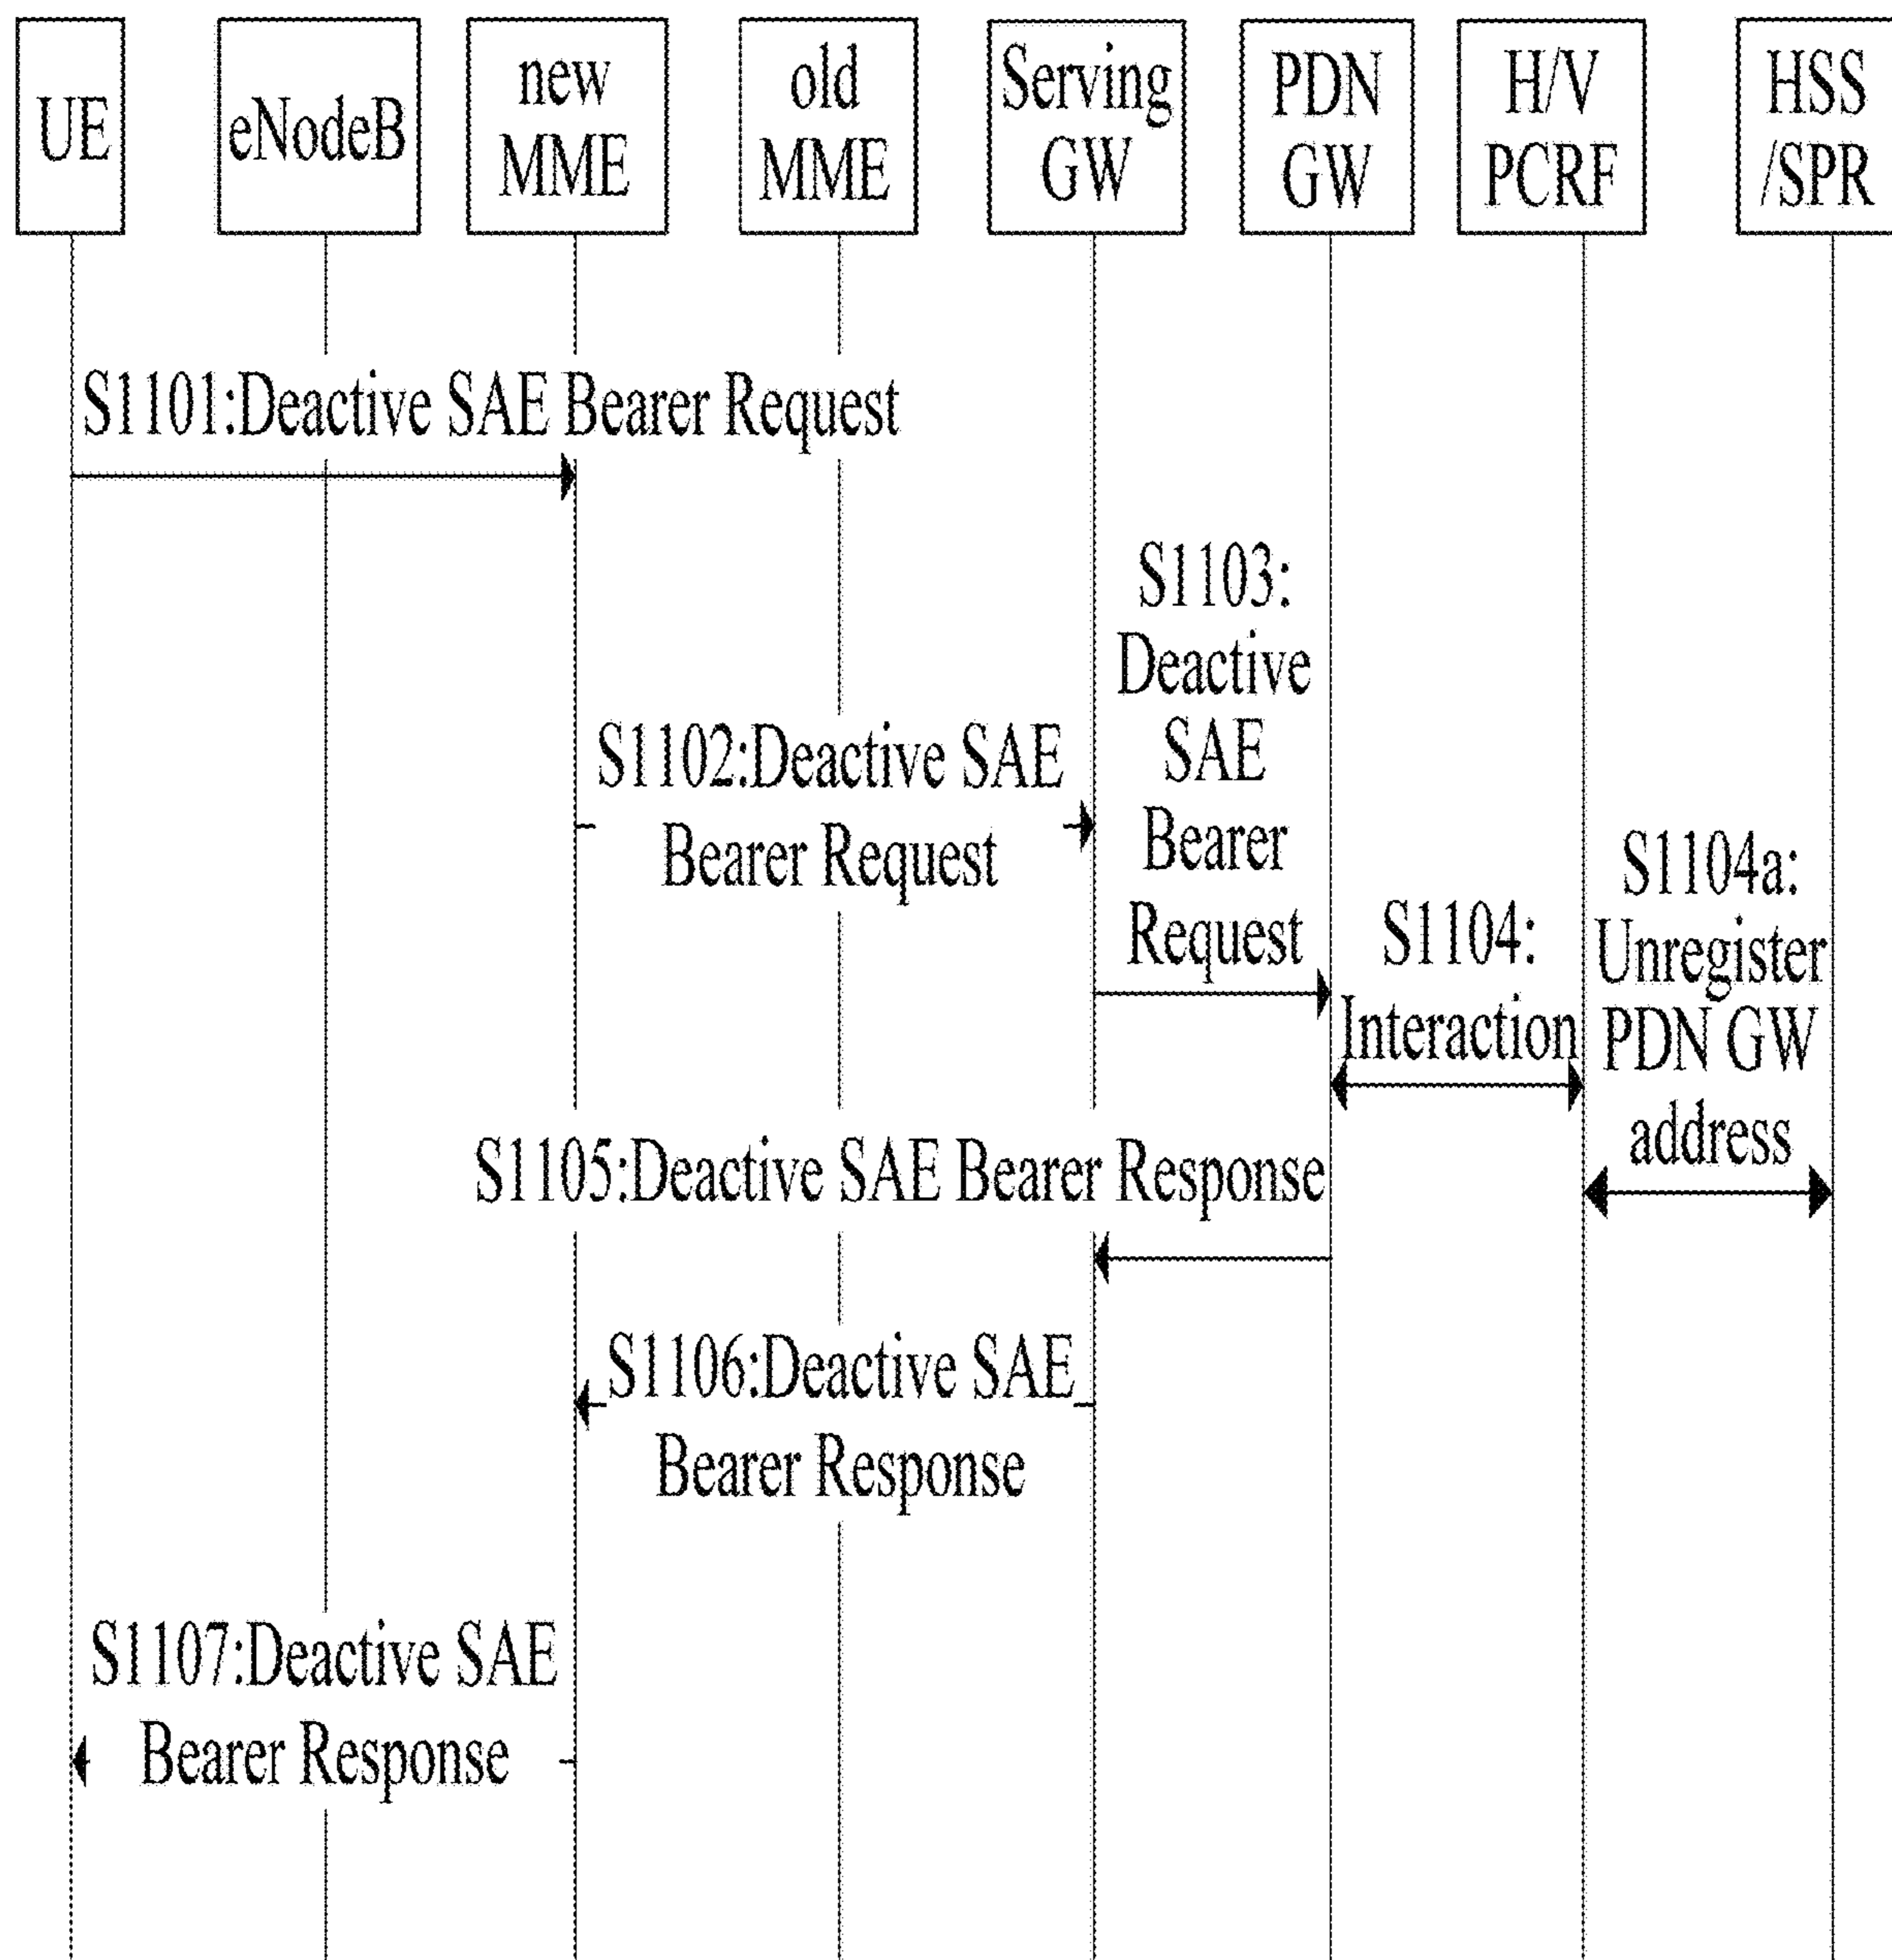 UE
eNodeB
new
MME
old
MME
Serving
GW
PDN
GW
H/V
PCRF
HSS
/SPR
S1101:Deactive SAE Bearer Request
S1102:Deactive SAE
Bearer Request
S1103:
Deactive
SAE
Bearer
Request
S1104:
Interaction
S1104a:
Unregister
PDN GW
address
S1105:Deactive SAE Bearer Response
S1106:Deactive SAE
Bearer Response
S1107:Deactive SAE
Bearer Response